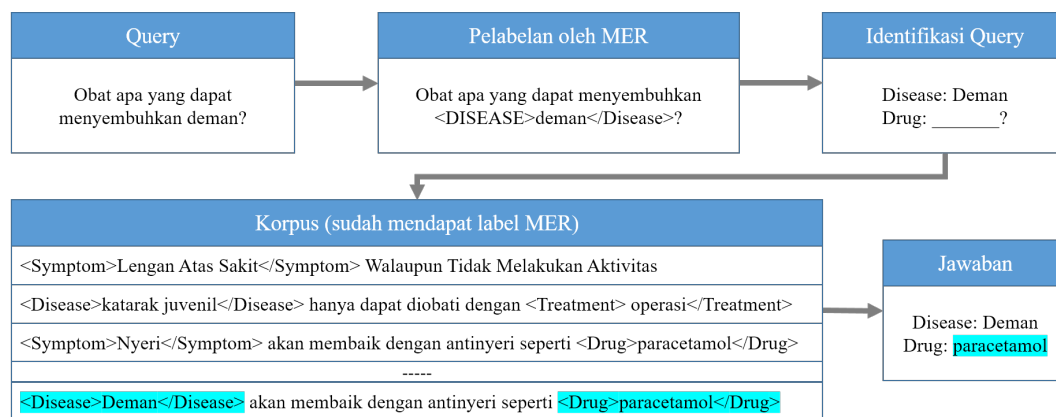 Query
Obat apa yang dapat
menyembuhkan deman?
Pelabelan oleh MER
Obat apa yang dapat menyembuhkan
<DISEASE>deman</Disease>?
Identifikasi Query
Disease: Deman
Drug: _______?
Korpus (sudah mendapat label MER)
<Symptom>Lengan Atas Sakit</Symptom> Walaupun Tidak Melakukan Aktivitas
<Disease>katarak juvenil</Disease> hanya dapat diobati dengan <Treatment> operasi</Treatment>
<Symptom>Nyeri</Symptom> akan membaik dengan antinyeri seperti <Drug>paracetamol</Drug>
-----
<Disease>Deman</Disease> akan membaik dengan antinyeri seperti <Drug>paracetamol</Drug>
Jawaban
Disease: Deman
Drug: paracetamol